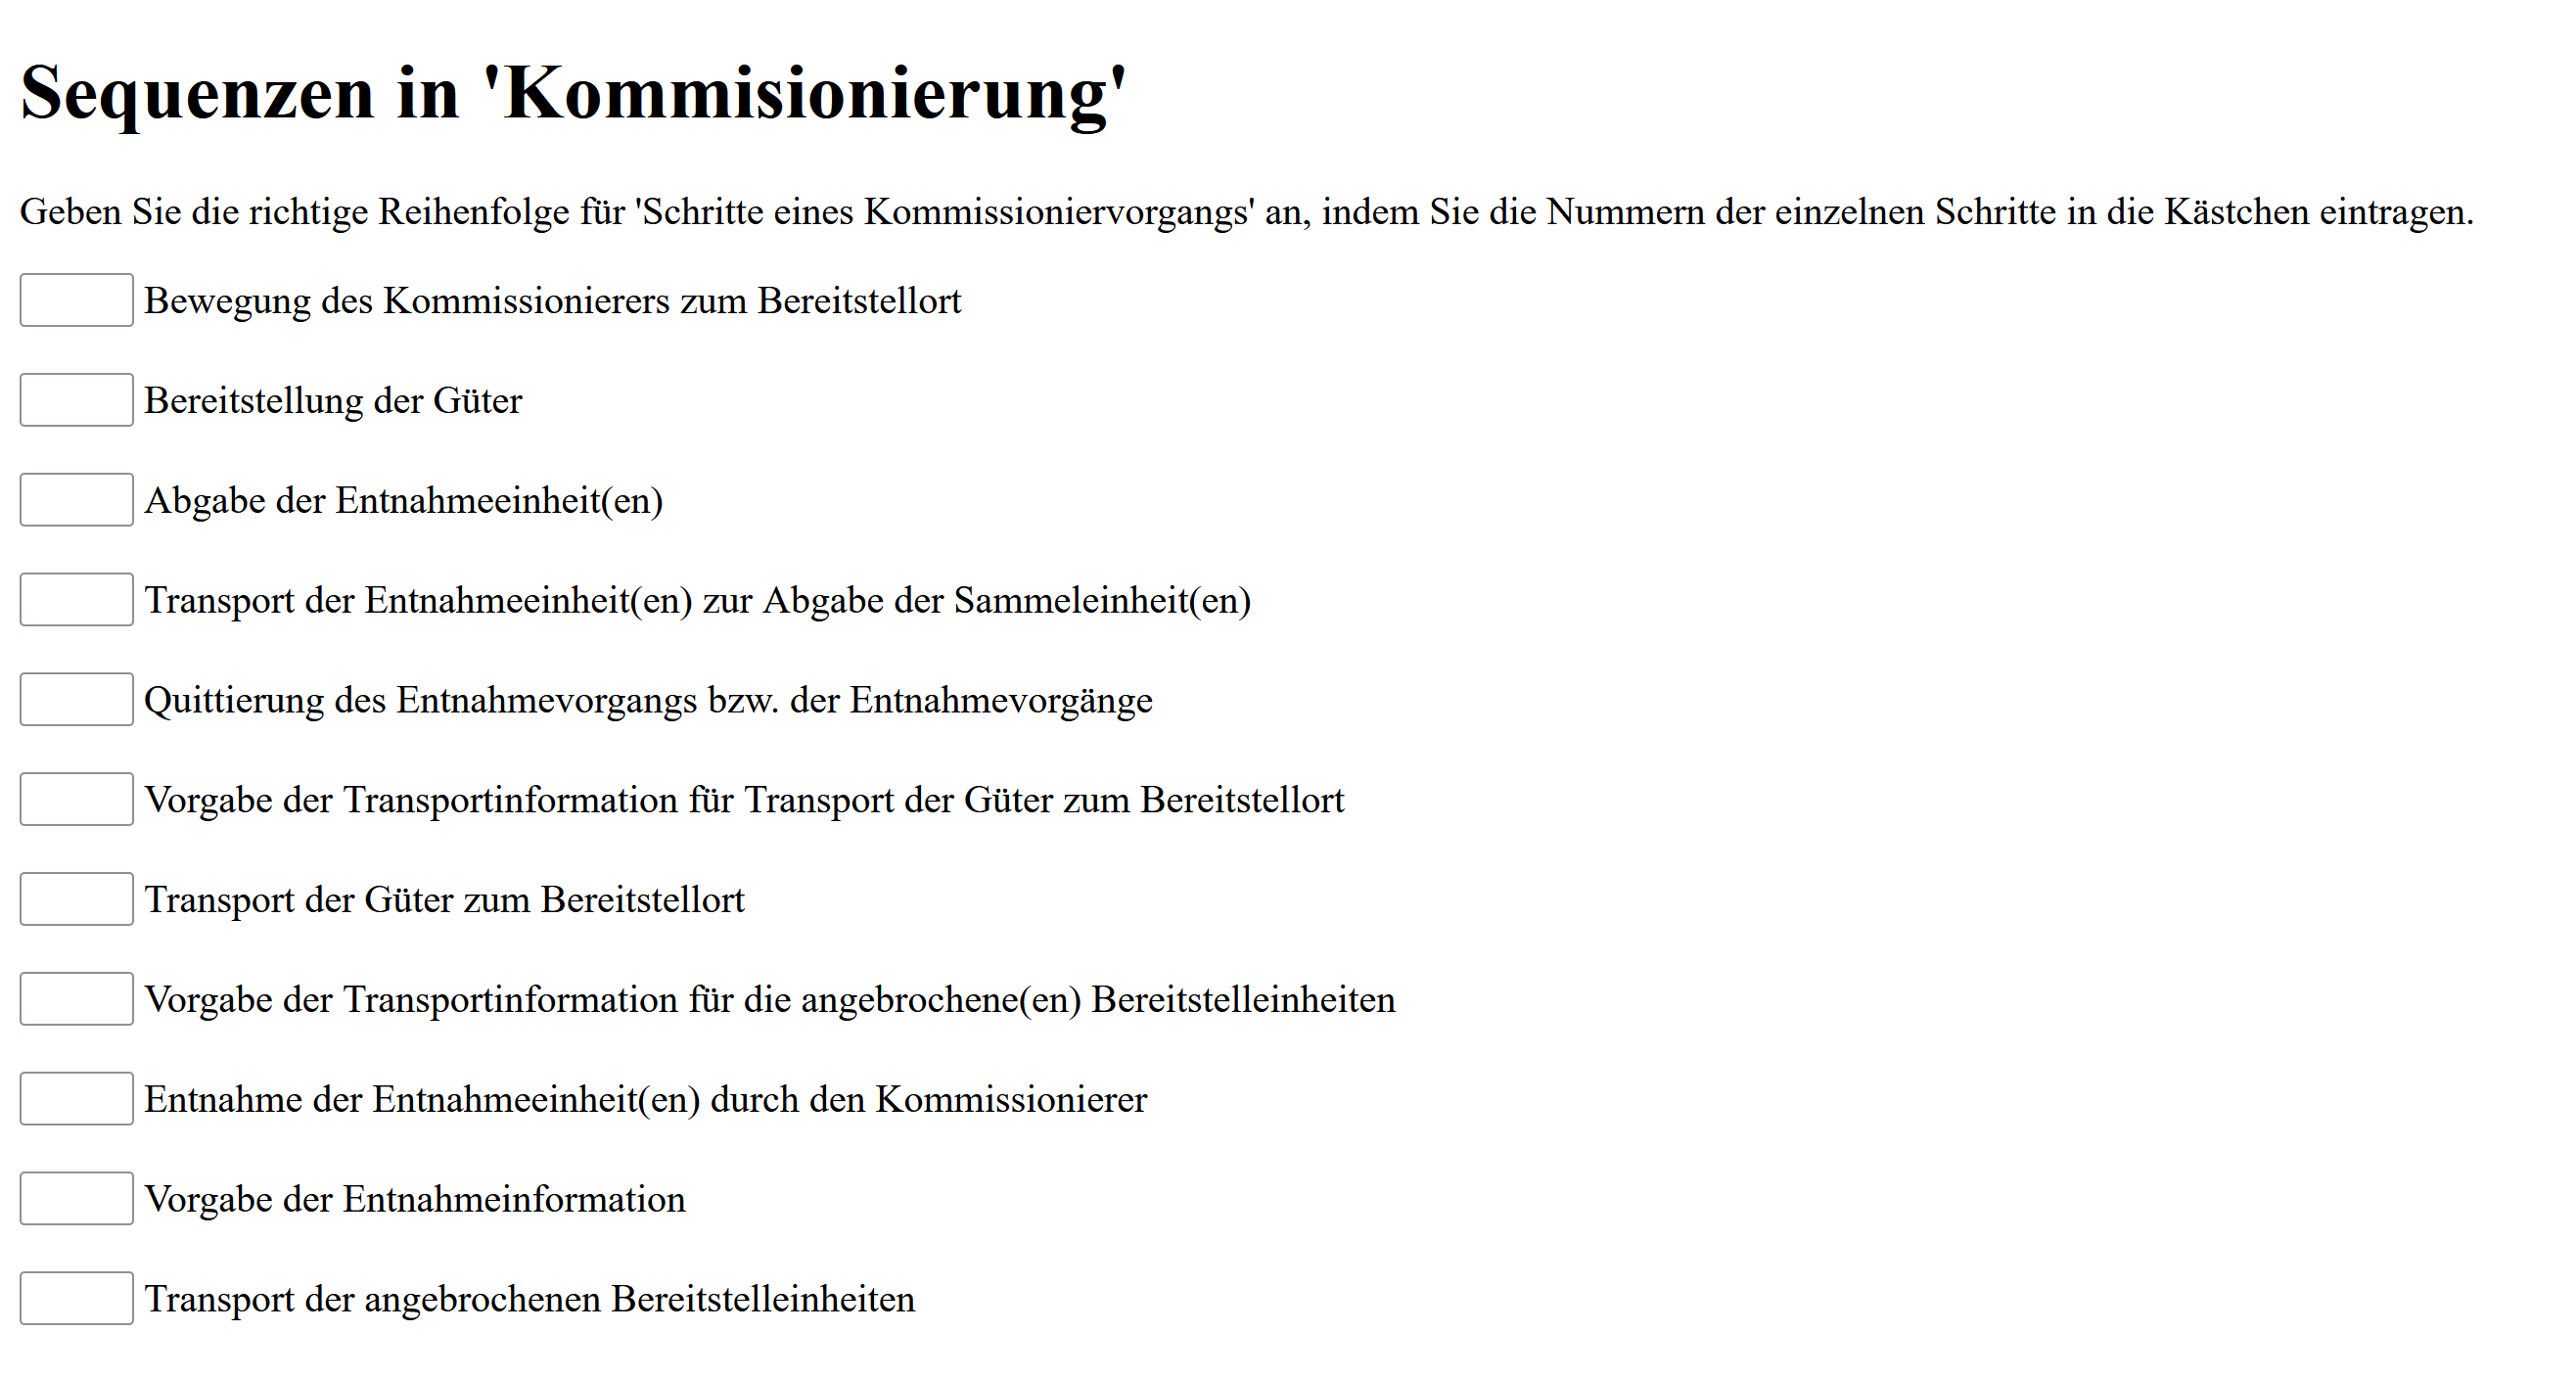 Sequenzen in 'Kommisionierung'
Geben Sie die richtige Reihenfolge für 'Schritte eines Kommissioniervorgangs' an, indem Sie die Nummern der einzelnen Schritte in die Kästchen eintragen.
Bewegung des Kommissionierers zum Bereitstellort
Bereitstellung der Güter
Abgabe der Entnahmeeinheit(en)
Transport der Entnahmeeinheit(en) zur Abgabe der Sammeleinheit(en)
Quittierung des Entnahmevorgangs bzw. der Entnahmevorgänge
Vorgabe der Transportinformation für Transport der Güter zum Bereitstellort
Transport der Güter zum Bereitstellort
Vorgabe der Transportinformation für die angebrochene(en) Bereitstelleinheiten
Entnahme der Entnahmeeinheit(en) durch den Kommissionierer
Vorgabe der Entnahmeinformation
Transport der angebrochenen Bereitstelleinheiten